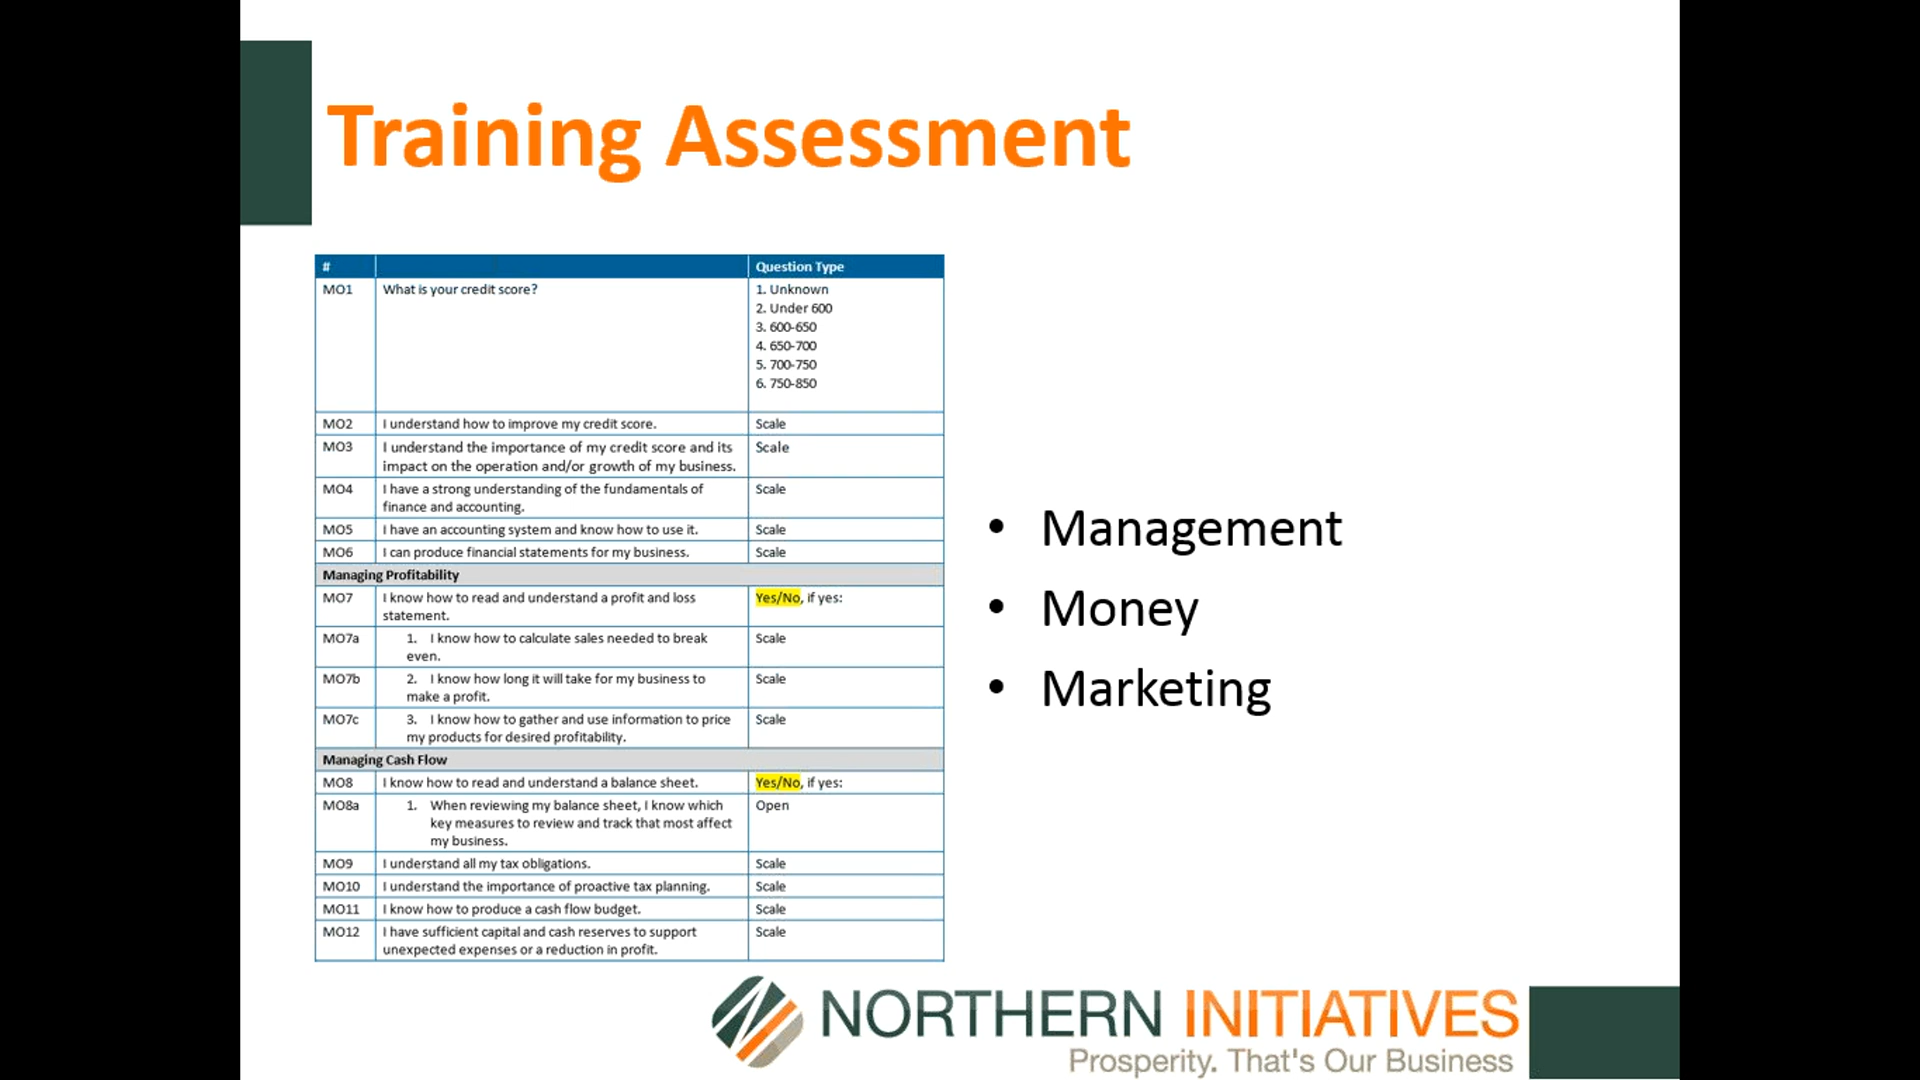 Training Assessment
# Question Type
MO1 What is your credit score? 1. Unknown
2. Under 600
3. 600-650
4. 650-700
5. 700-750
6. 750-850
MO2 I understand how to improve my credit score. Scale
MO3 I understand the importance of my credit score and its Scale
impact on the operation and/or growth of my business.
MO4 I have a strong understanding of the fundamentals of Scale
finance and accounting.
MO5 I have an accounting system and know how to use it. Scale
MO6 I can produce financial statements for my business. Scale
Managing Profitability
MO7 I know how to read and understand a profit and loss Yes/No, if yes:
statement.
MO7a 1. I know how to calculate sales needed to break Scale
even.
MO7b 2. I know how long it will take for my business to Scale
make a profit.
MO7c 3. I know how to gather and use information to price Scale
my products for desired profitability.
Managing Cash Flow
MO8 I know how to read and understand a balance sheet. Yes/No, if yes:
MO8a 1. When reviewing my balance sheet, I know which Open
key measures to review and track that most affect
my business.
MO9 I understand all my tax obligations. Scale
MO10 I understand the importance of proactive tax planning. Scale
MO11 I know how to produce a cash flow budget. Scale
MO12 I have sufficient capital and cash reserves to support Scale
unexpected expenses or a reduction in profit.
• Management
• Money
• Marketing
NORTHERN INITIATIVES
Prosperity. That's Our Business